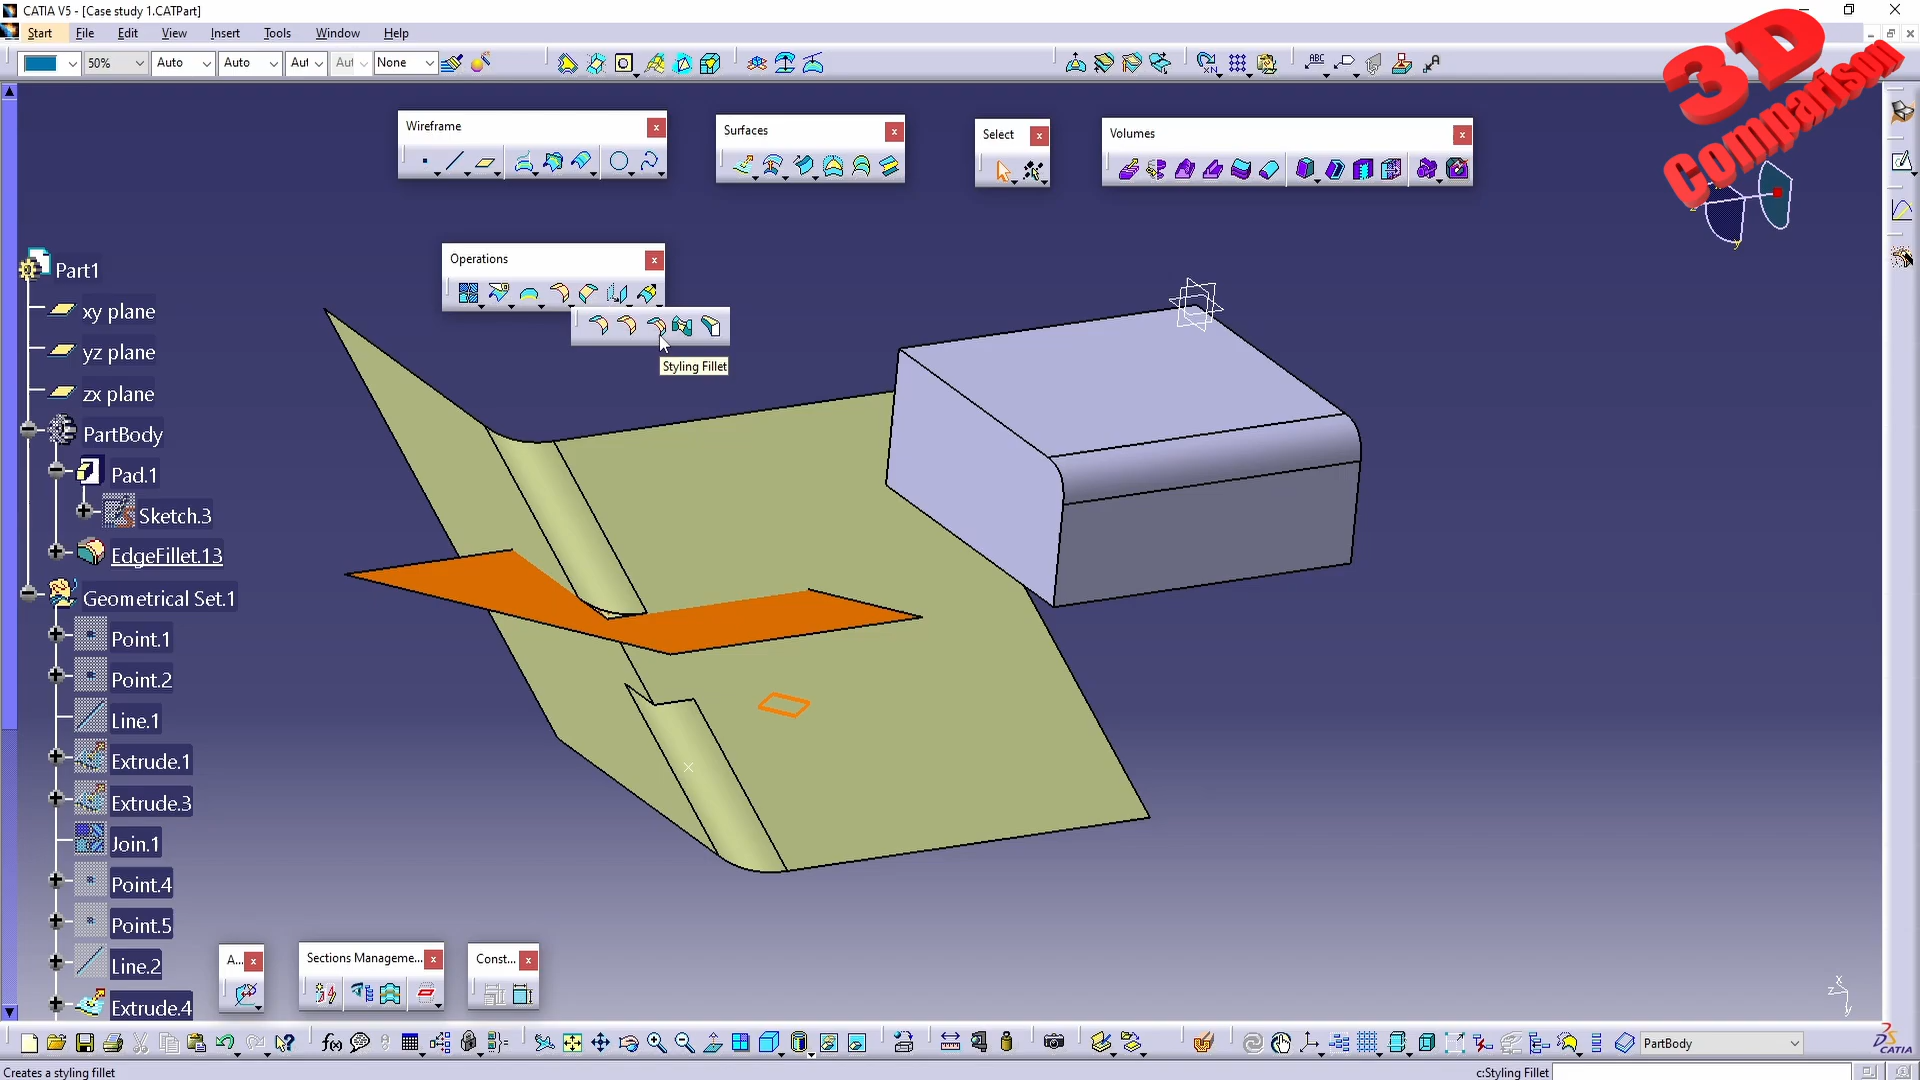 CATIA V5 - [Case study 1.CATPart]
Start File Edit View Insert Tools Window Help
50% Auto Auto Aut Aut None
3D
Comparison
Wireframe
Surfaces
Select
Volumes
Operations
Styling Fillet
Part1
xy plane
yz plane
zx plane
PartBody
Pad.1
Sketch.3
EdgeFillet.13
Geometrical Set.1
Point.1
Point.2
Line.1
Extrude.1
Extrude.3
Join.1
Point.4
Point.5
Line.2
Extrude.4
A...
Sections Manageme...
Const...
PartBody
CATIA
Creates a styling fillet
c:Styling Fillet